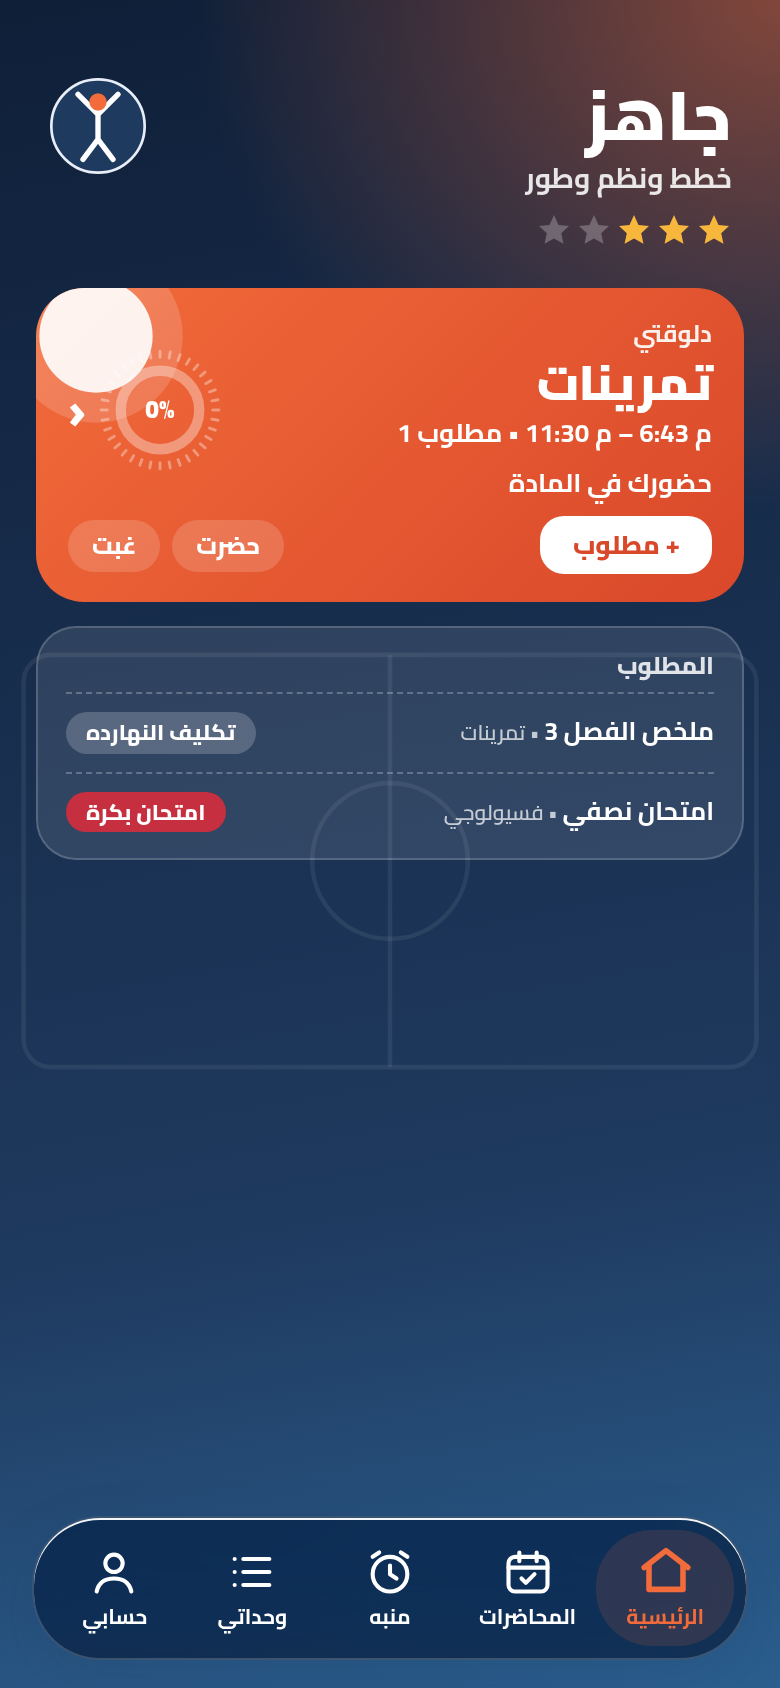 جاهز
خطط ونظم وطور
دلوقتي
تمرينات
0%
م 6:43 – م 11:30 • مطلوب 1
حضورك في المادة
+ مطلوب
حضرت
غبت
المطلوب
ملخص الفصل 3 • تمرينات
تكليف النهارده
امتحان نصفي • فسيولوجي
امتحان بكرة
الرئيسية
المحاضرات
منبه
وحداتي
حسابي